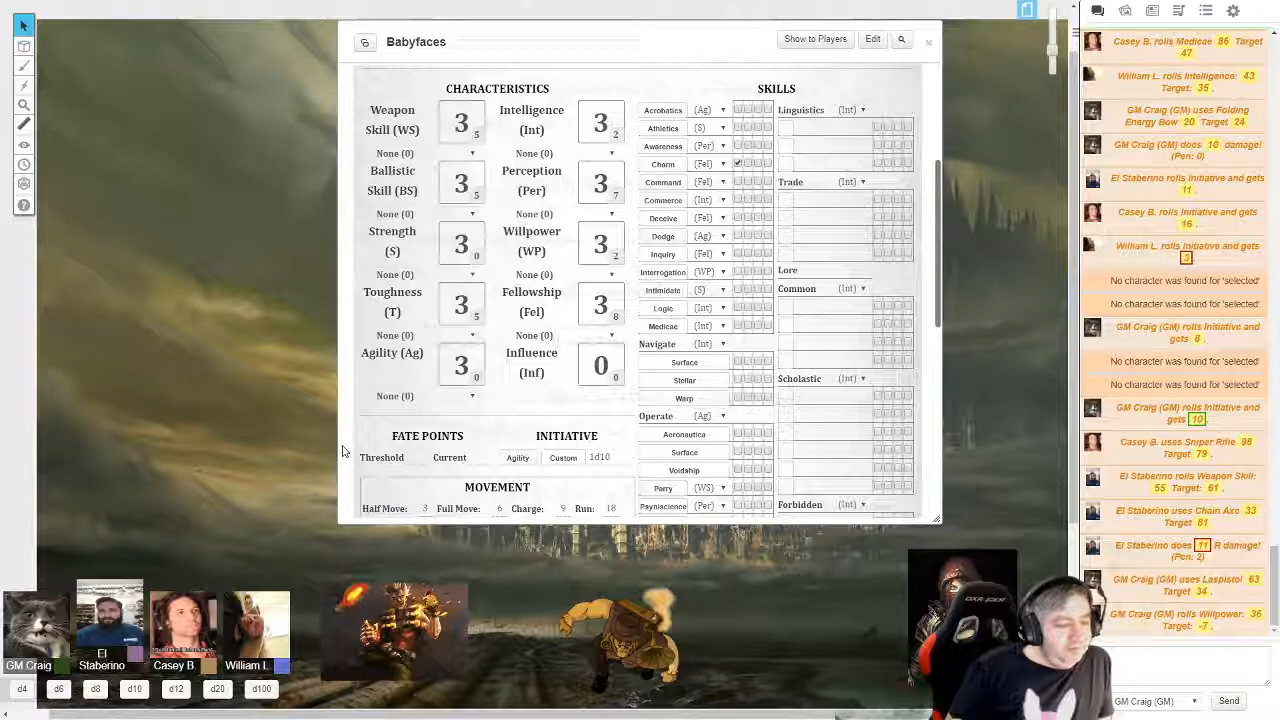 Babyfaces
Show to Players
Edit
CHARACTERISTICS
Weapon Skill (WS)
3 5
Intelligence (Int)
3 2
None (0)
None (0)
Ballistic Skill (BS)
3 5
Perception (Per)
3 7
None (0)
None (0)
Strength (S)
3 0
Willpower (WP)
3 2
None (0)
None (0)
Toughness (T)
3 5
Fellowship (Fel)
3 8
None (0)
None (0)
Agility (Ag)
3 0
Influence (Inf)
0 0
None (0)
FATE POINTS
Threshold Current
INITIATIVE
Agility Custom 1d10
MOVEMENT
Half Move: 3 Full Move: 6 Charge: 9 Run: 18
SKILLS
Acrobatics (Ag)
Athletics (S)
Awareness (Per)
Charm (Fel)
Command (Fel)
Commerce (Int)
Deceive (Fel)
Dodge (Ag)
Inquiry (Fel)
Interrogation (WP)
Intimidate (S)
Logic (Int)
Medicae (Int)
Navigate (Int)
Surface
Stellar
Warp
Operate (Ag)
Aeronautica
Surface
Voidship
Parry (WS)
Psyniscience (Per)
Linguistics (Int)
Trade (Int)
Lore
Common (Int)
Scholastic (Int)
Forbidden (Int)
Casey B. rolls Medicae 86 Target
47
William L. rolls Intelligence: 43
Target: 35 .
GM Craig (GM) uses Folding
Energy Bow 20 Target 24
GM Craig (GM) does 10 damage!
(Pen: 0)
El Staberino rolls Initiative and gets
11 .
Casey B. rolls Initiative and gets
16 .
William L. rolls Initiative and gets
3
No character was found for 'selected'
No character was found for 'selected'
GM Craig (GM) rolls Initiative and
gets 8 .
No character was found for 'selected'
No character was found for 'selected'
GM Craig (GM) rolls Initiative and
gets 10 .
Casey B. uses Sniper Rifle 98
Target 79 .
El Staberino rolls Weapon Skill:
55 Target: 61 .
El Staberino uses Chain Axe 33
Target 81
El Staberino does 11 R damage!
(Pen: 2)
GM Craig (GM) uses Laspistol 63
Target 34 .
GM Craig (GM) rolls Willpower: 36
Target: -7 .
GM Craig (GM)
Send
GM Craig
El
Staberino
Casey B.
William L.
d4 d6 d8 d10 d12 d20 d100
DXRACER